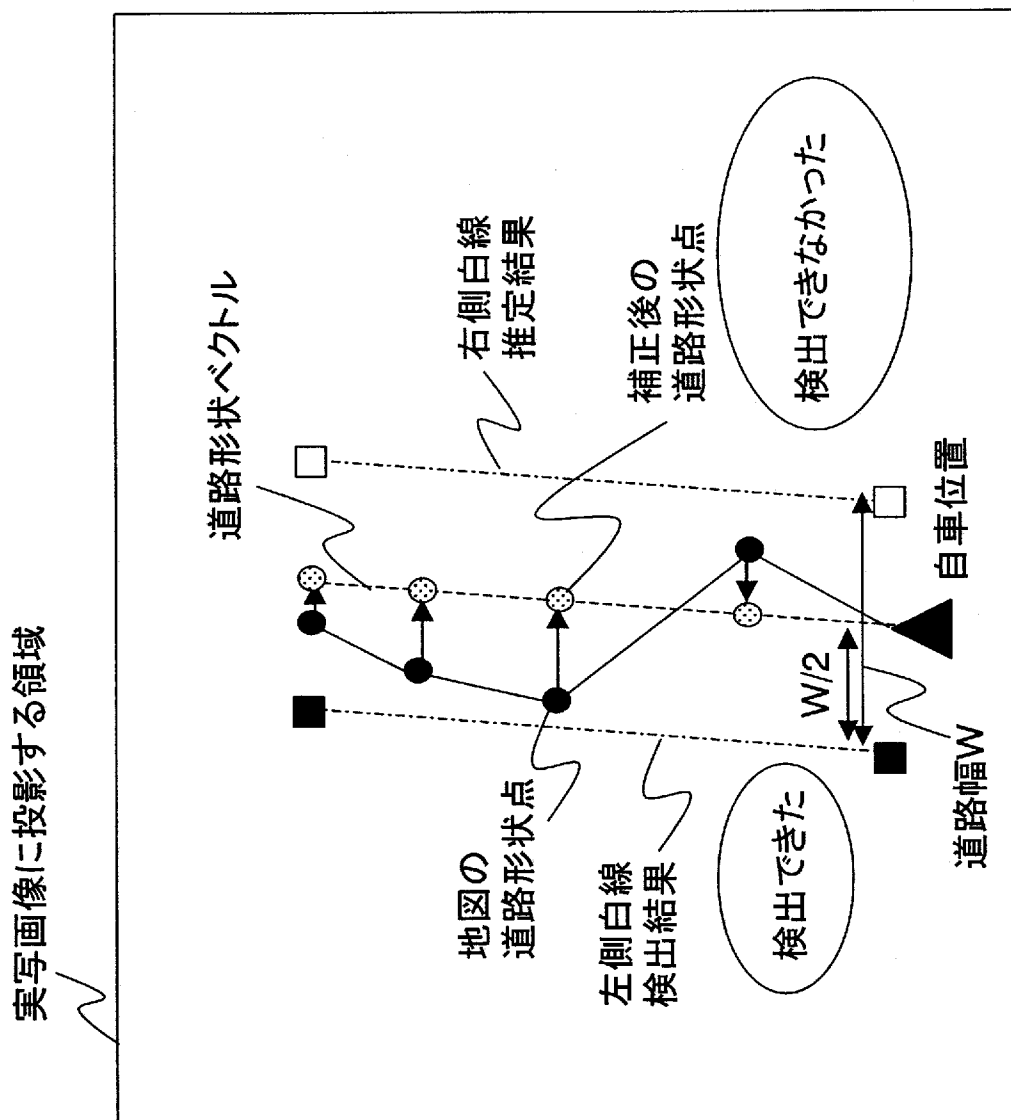 実写画像に投影する領域
道路形状ベクトル
右側白線
推定結果
補正後の
道路形状点
検出できなかった
地図の
道路形状点
左側白線
検出結果
検出できた
W/2
道路幅W
自車位置